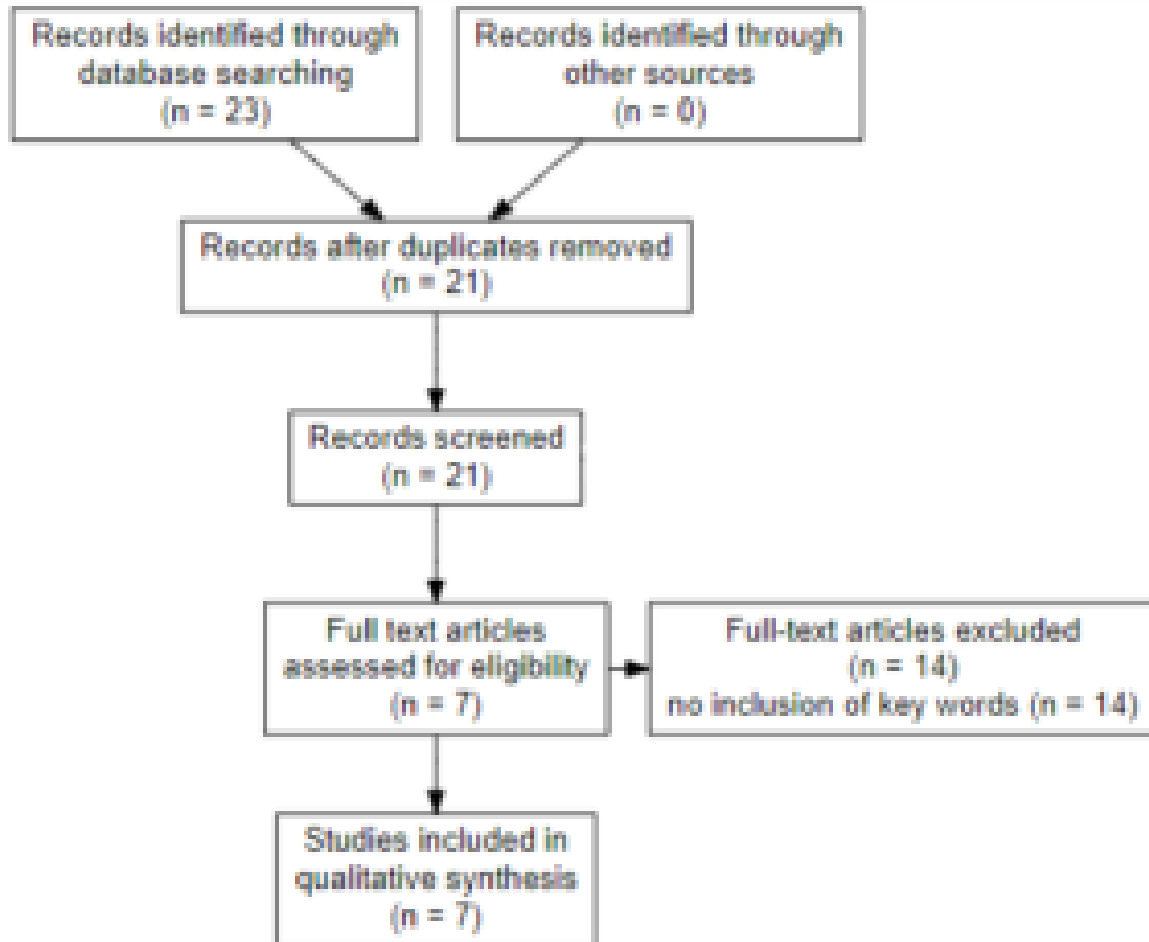 Records identified through
database searching
(n = 23)
Records identified through
other sources
(n = 0)
Records after duplicates removed
(n = 21)
Records screened
(n = 21)
Full text articles
assessed for eligibility
(n = 7)
Full-text articles excluded
(n = 14)
no inclusion of key words (n = 14)
Studies included in
qualitative synthesis
(n = 7)